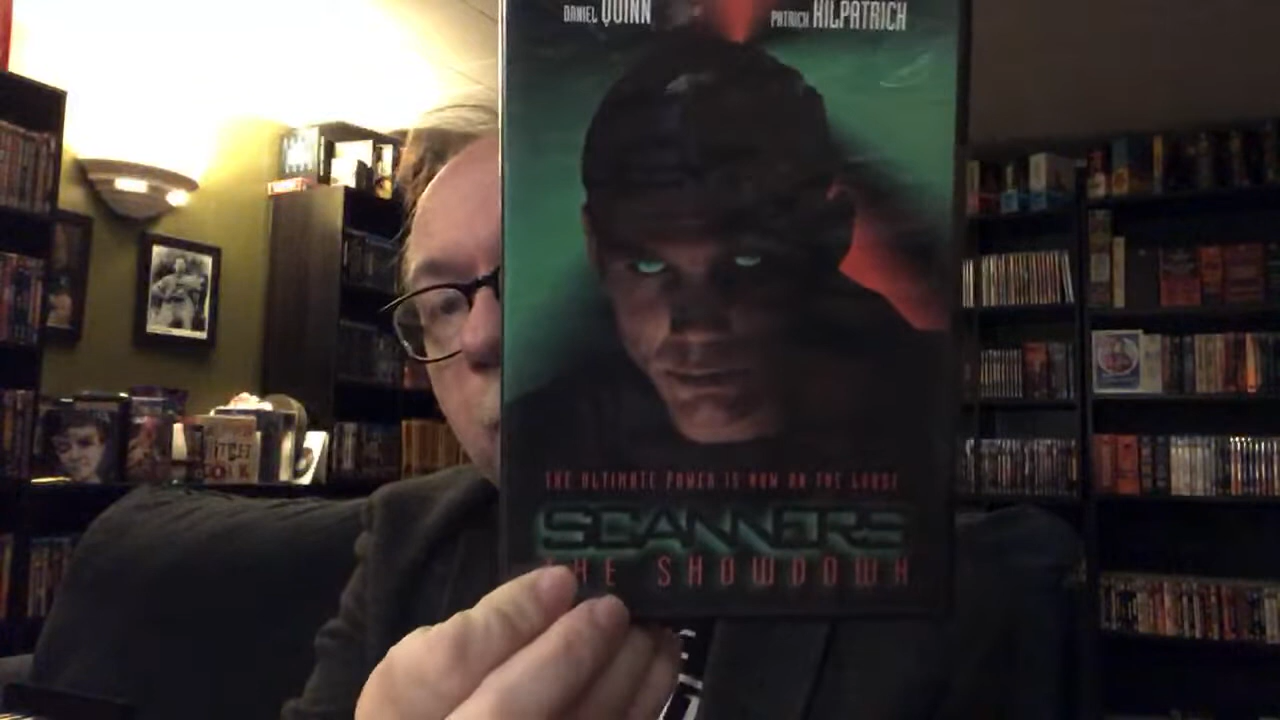 DANIEL QUINN PATRICK KILPATRICK
THE ULTIMATE POWER IS NOW ON THE LOOSE
SCANNERS
THE SHOWDOWN